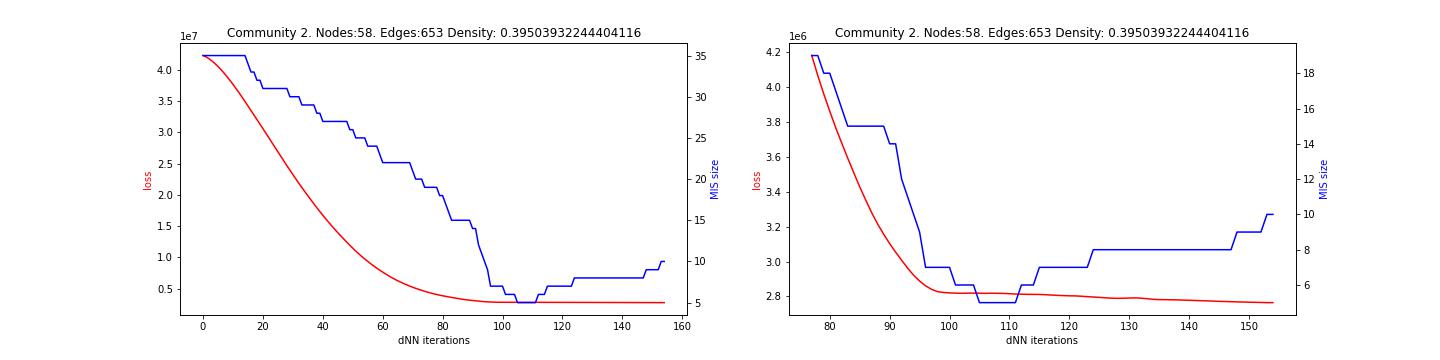 Community 2. Nodes:58. Edges:653 Density: 0.39503932244404116
1e7
4.0
3.5
3.0
2.5
2.0
1.5
1.0
0.5
loss
35
30
25
20
15
10
5
MIS size
0 20 40 60 80 100 120 140 160
dNN iterations
Community 2. Nodes:58. Edges:653 Density: 0.39503932244404116
1e6
4.2
4.0
3.8
3.6
3.4
3.2
3.0
2.8
loss
18
16
14
12
10
8
6
MIS size
80 90 100 110 120 130 140 150
dNN iterations